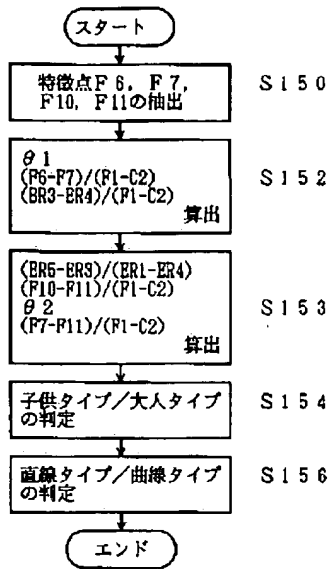 スタート
特徴点F6, F7,
F10, F11の抽出
S150
θ1
(F6-F7)/(F1-C2)
(BR3-BR4)/(F1-C2)
算出
S152
(BR5-BR3)/(BR1-BR4)
(F10-F11)/(F1-C2)
θ2
(F7-F11)/(F1-C2)
算出
S153
子供タイプ/大人タイプ
の判定
S154
直線タイプ/曲線タイプ
の判定
S156
エンド